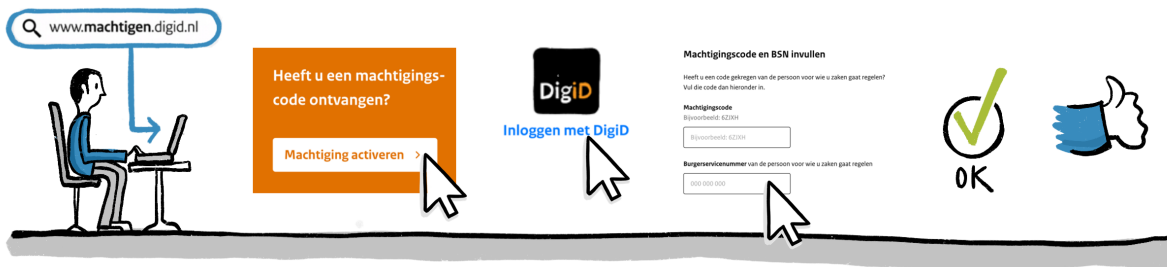 www.machtigen.digid.nl
Heeft u een machtigings-
code ontvangen?
Machtiging activeren >
DigiD
Inloggen met DigiD
Machtigingscode en BSN invullen
Heeft u een code gekregen van de persoon voor wie u zaken gaat regelen?
Vul die code dan hieronder in.
Machtigingscode
Bijvoorbeeld: 6ZJXH
Bijvoorbeeld: 6ZJXH
Burgerservicenummer van de persoon voor wie u zaken gaat regelen
000 000 000
OK